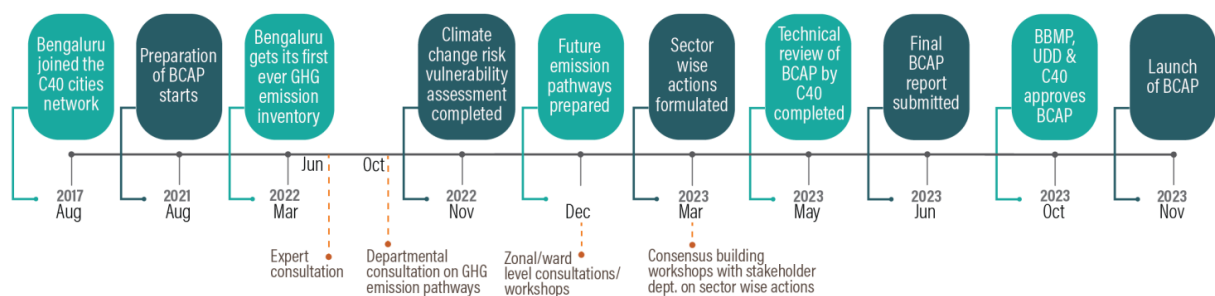 Bengaluru
joined the
C40 cities
network
Preparation
of BCAP
starts
Bengaluru
gets its first
ever GHG
emission
inventory
Climate
change risk
vulnerability
assessment
completed
Future
emission
pathways
prepared
Sector
wise
actions
formulated
Technical
review of
BCAP by
C40
completed
Final
BCAP
report
submitted
BBMP,
UDD &
C40
approves
BCAP
Launch
of BCAP
Jun
Oct
2017
Aug
2021
Aug
2022
Mar
2022
Nov
Dec
2023
Mar
2023
May
2023
Jun
2023
Oct
2023
Nov
Expert
consultation
Departmental
consultation on GHG
emission pathways
Zonal/ward
level consultations/
workshops
Consensus building
workshops with stakeholder
dept. on sector wise actions